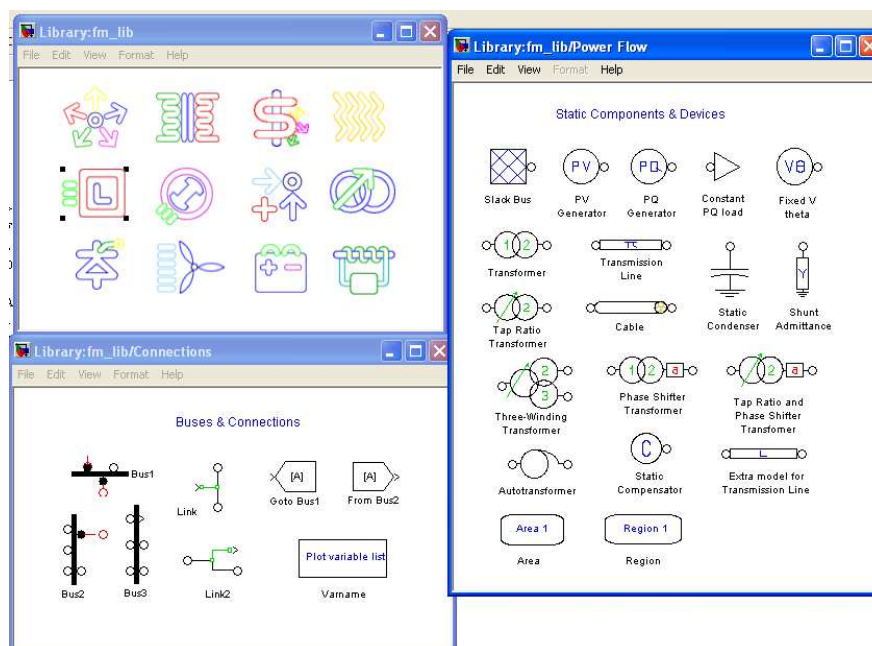 Library:fm_lib
File Edit View Format Help
L
Library:fm_lib/Connections
File Edit View Format Help
Buses & Connections
Bus1
Link
[A]
Goto Bus1
[A]
From Bus2
Bus2
Bus3
Link2
Plot variable list
Varname
Library:fm_lib/Power Flow
File Edit View Format Help
Static Components & Devices
Slack Bus
PV
PV
Generator
PQ
PQ
Generator
Constant
PQ load
Vθ
Fixed V
theta
1 2
Transformer
π
Transmission
Line
Static
Condenser
Y
Shunt
Admittance
2
Tap Ratio
Transformer
Cable
2
3
Three-Winding
Transformer
1 2 a
Phase Shifter
Transformer
2 a
Tap Ratio and
Phase Shifter
Transfomer
Autotransformer
C
Static
Compensator
L
Extra model for
Transmission Line
Area 1
Area
Region 1
Region